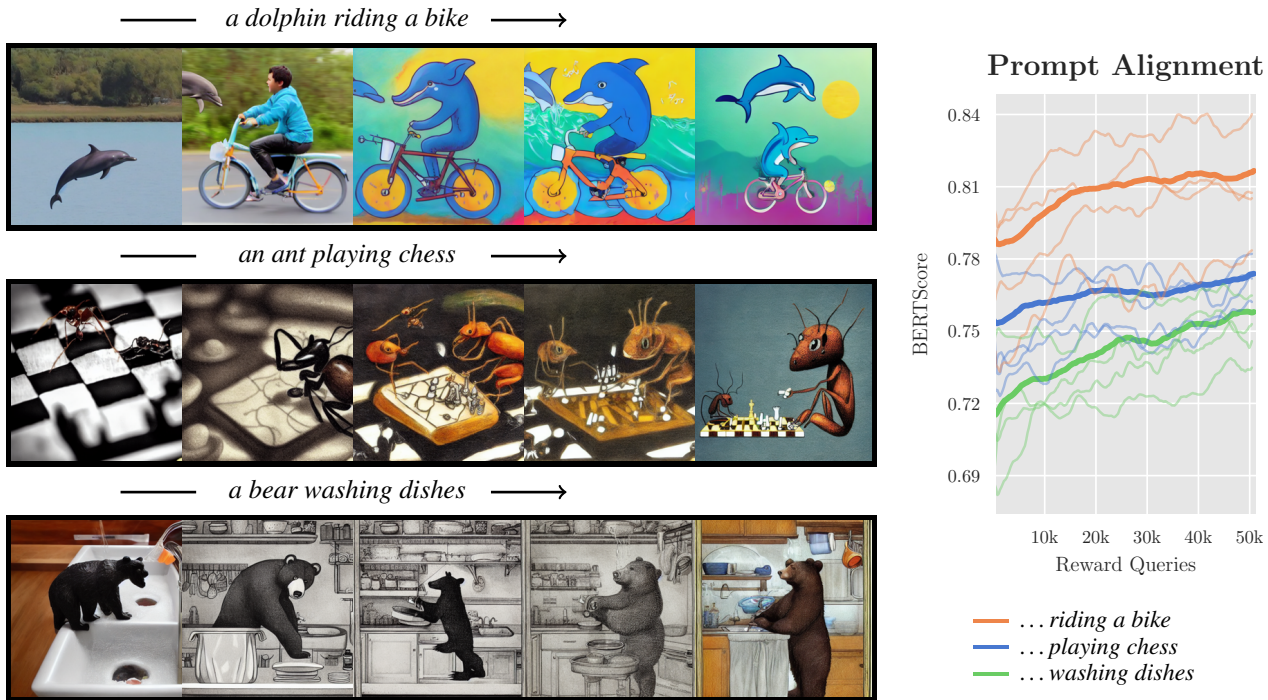 a dolphin riding a bike
an ant playing chess
a bear washing dishes
Prompt Alignment
0.84
0.81
0.78
0.75
0.72
0.69
BERTScore
10k 20k 30k 40k 50k
Reward Queries
...riding a bike
...playing chess
...washing dishes